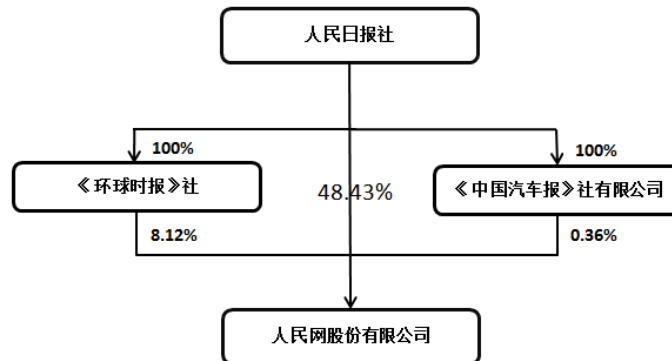 人民日报社
100%
100%
《环球时报》社
48.43%
《中国汽车报》社有限公司
8.12%
0.36%
人民网股份有限公司